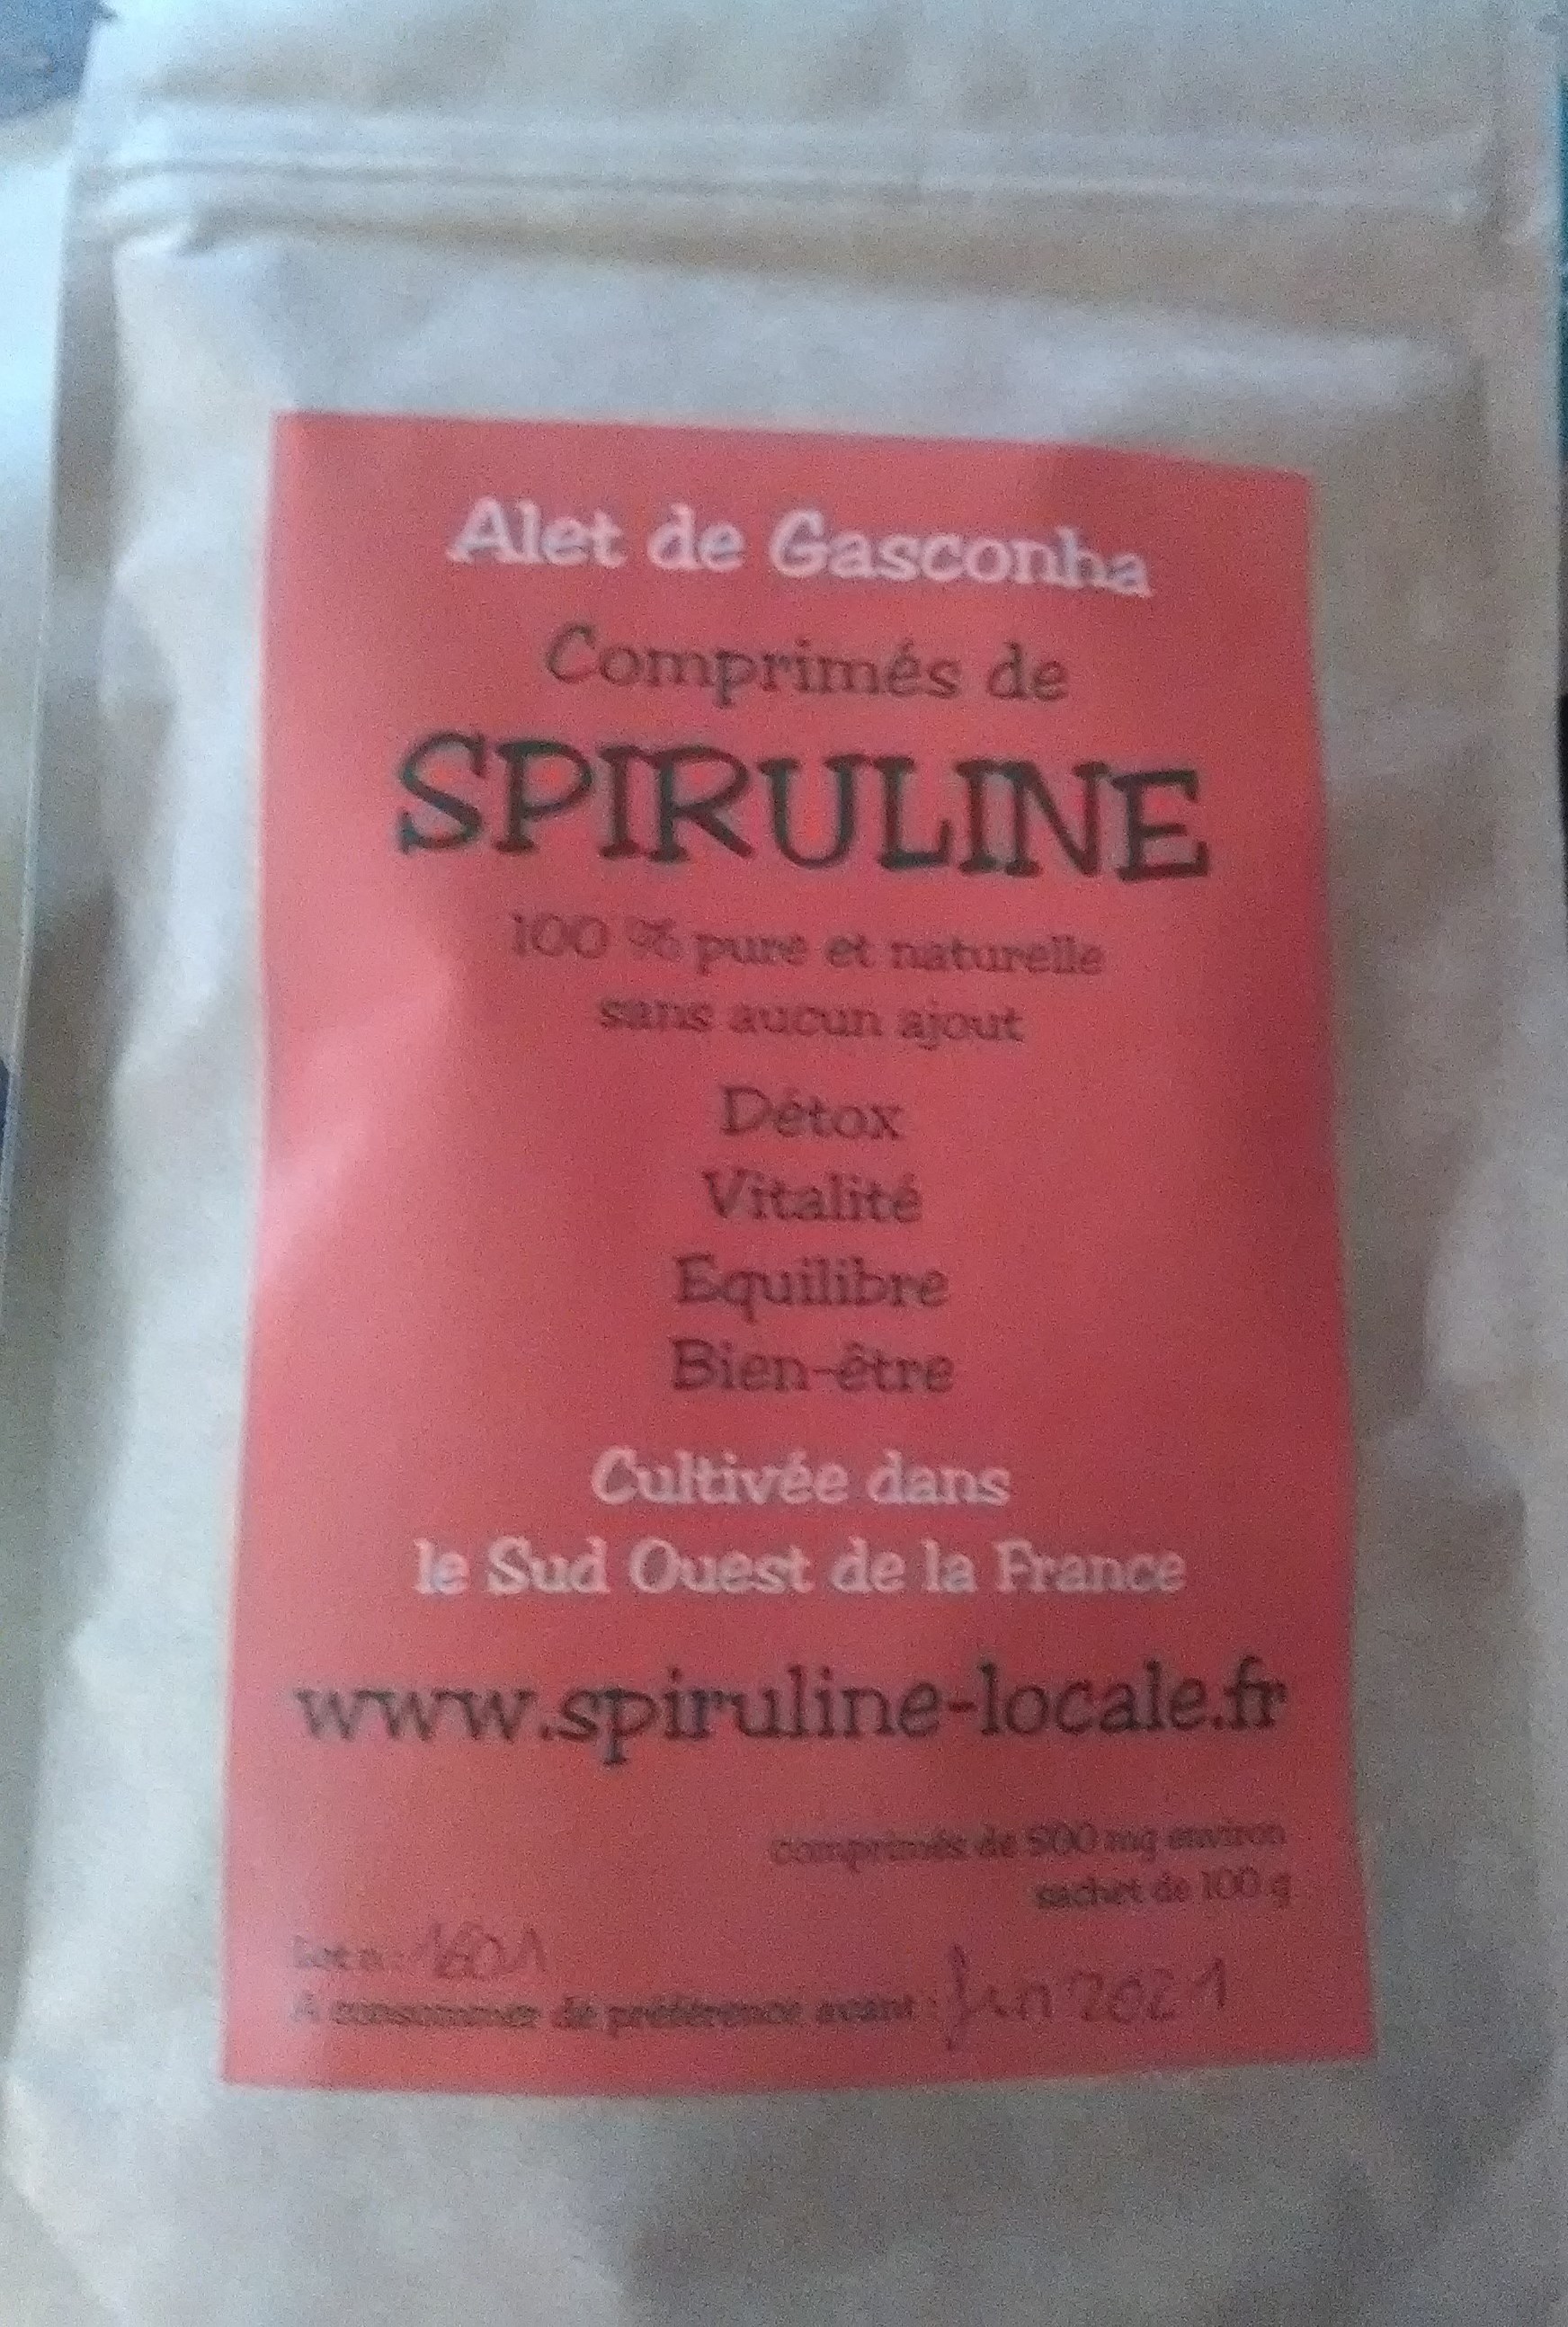 Alet de Gasconha
Comprimés de
SPIRULINE
100 % pure et naturelle
sans aucun ajout
Détox
Vitalité
Equilibre
Bien-être
Cultivée dans
le Sud Ouest de la France
www.spiruline-locale.fr
comprimés de 500 mg environ
sachet de 100 g
Lot n°
A consommer de préférence avant : fin 2021